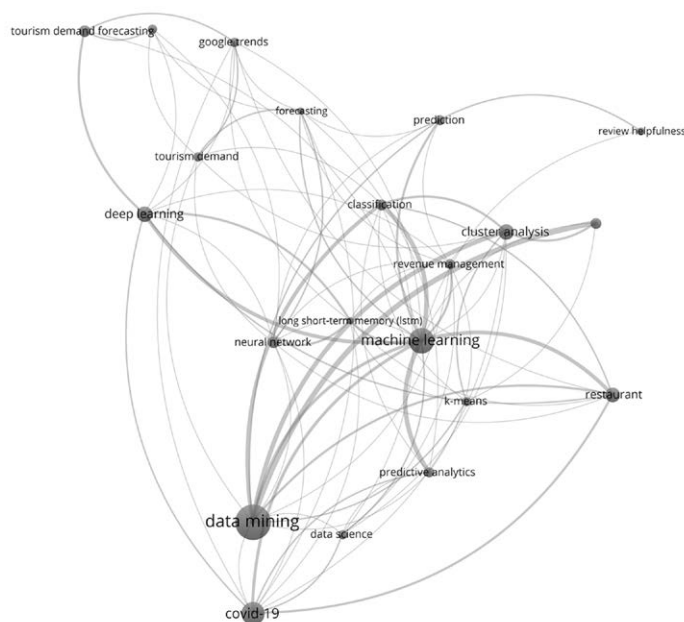 tourism demand forecasting
google trends
forecasting
prediction
review helpfulness
tourism demand
classification
deep learning
cluster analysis
revenue management
long short-term memory (lstm)
neural network
machine learning
k-means
restaurant
predictive analytics
data mining
data science
covid-19